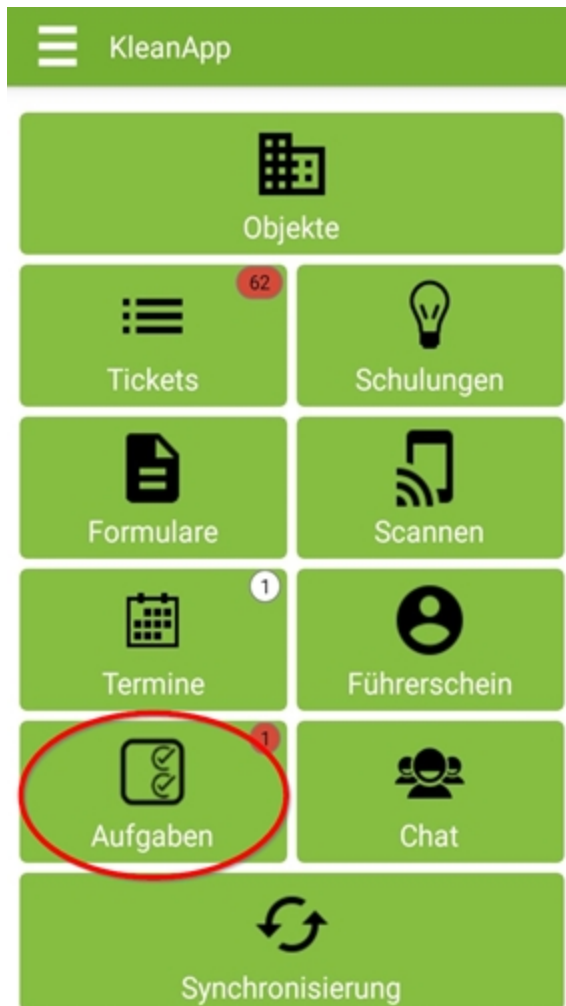 KleanApp
Objekte
62
Tickets
Schulungen
Formulare
Scannen
1
Termine
Führerschein
1
Aufgaben
Chat
Synchronisierung